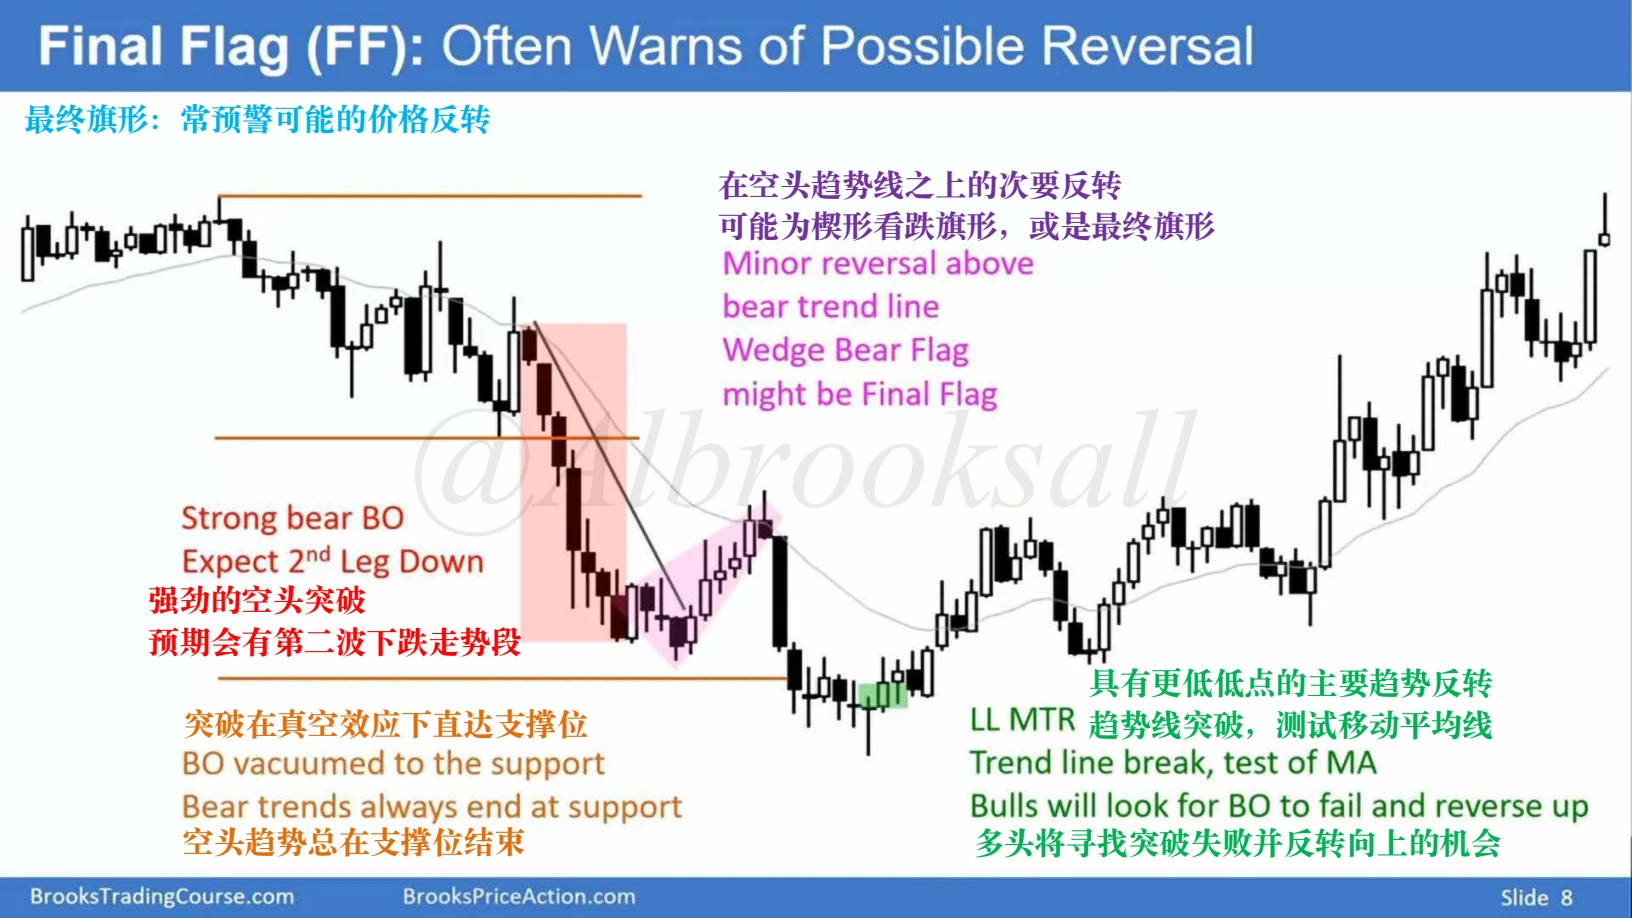 Final Flag (FF): Often Warns of Possible Reversal
最终旗形：常预警可能的价格反转
在空头趋势线之上的次要反转
可能为楔形看跌旗形，或是最终旗形
Minor reversal above
bear trend line
Wedge Bear Flag
might be Final Flag
@Albrooksall
Strong bear BO
Expect 2nd Leg Down
强劲的空头突破
预期会有第二波下跌走势段
突破在真空效应下直达支撑位
BO vacuumed to the support
Bear trends always end at support
空头趋势总在支撑位结束
具有更低低点的主要趋势反转
LL MTR 趋势线突破，测试移动平均线
Trend line break, test of MA
Bulls will look for BO to fail and reverse up
多头将寻找突破失败并反转向上的机会
BrooksTradingCourse.com
BrooksPriceAction.com
Slide 8